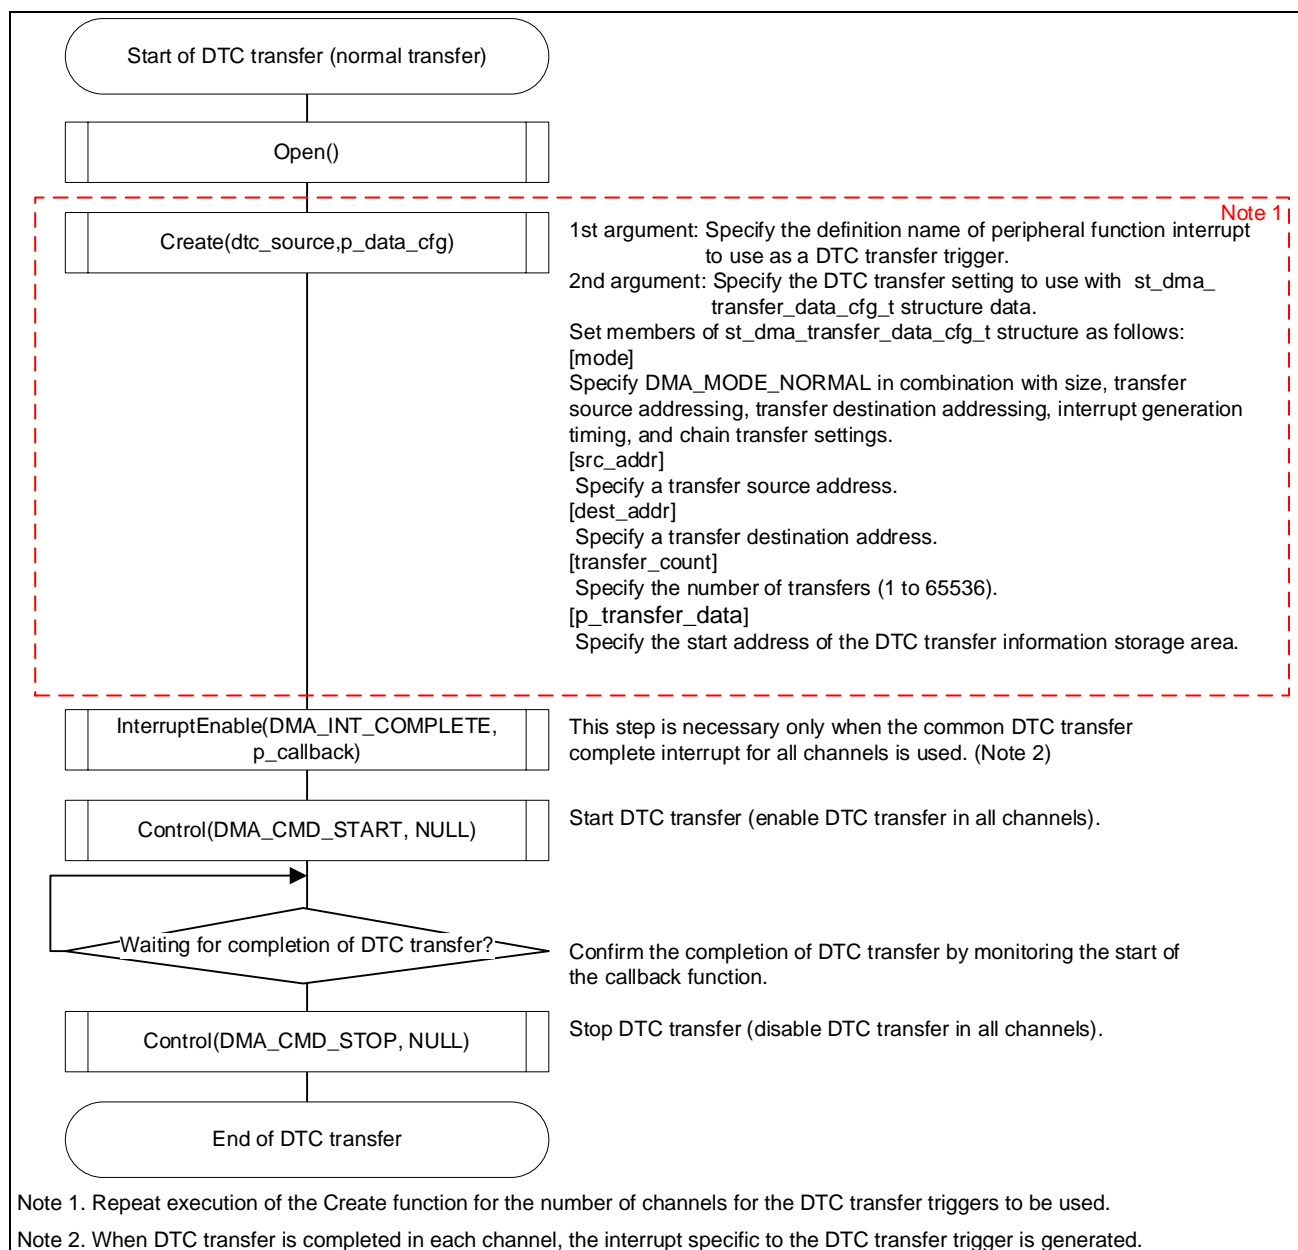 Start of DTC transfer (normal transfer)
Open()
Note 1
Create(dtc_source,p_data_cfg)
1st argument: Specify the definition name of peripheral function interrupt
to use as a DTC transfer trigger.
2nd argument: Specify the DTC transfer setting to use with st_dma_
transfer_data_cfg_t structure data.
Set members of st_dma_transfer_data_cfg_t structure as follows:
[mode]
Specify DMA_MODE_NORMAL in combination with size, transfer
source addressing, transfer destination addressing, interrupt generation
timing, and chain transfer settings.
[src_addr]
Specify a transfer source address.
[dest_addr]
Specify a transfer destination address.
[transfer_count]
Specify the number of transfers (1 to 65536).
[p_transfer_data]
Specify the start address of the DTC transfer information storage area.
InterruptEnable(DMA_INT_COMPLETE,
p_callback)
This step is necessary only when the common DTC transfer
complete interrupt for all channels is used. (Note 2)
Control(DMA_CMD_START, NULL)
Start DTC transfer (enable DTC transfer in all channels).
Waiting for completion of DTC transfer?
Confirm the completion of DTC transfer by monitoring the start of
the callback function.
Control(DMA_CMD_STOP, NULL)
Stop DTC transfer (disable DTC transfer in all channels).
End of DTC transfer
Note 1. Repeat execution of the Create function for the number of channels for the DTC transfer triggers to be used.
Note 2. When DTC transfer is completed in each channel, the interrupt specific to the DTC transfer trigger is generated.